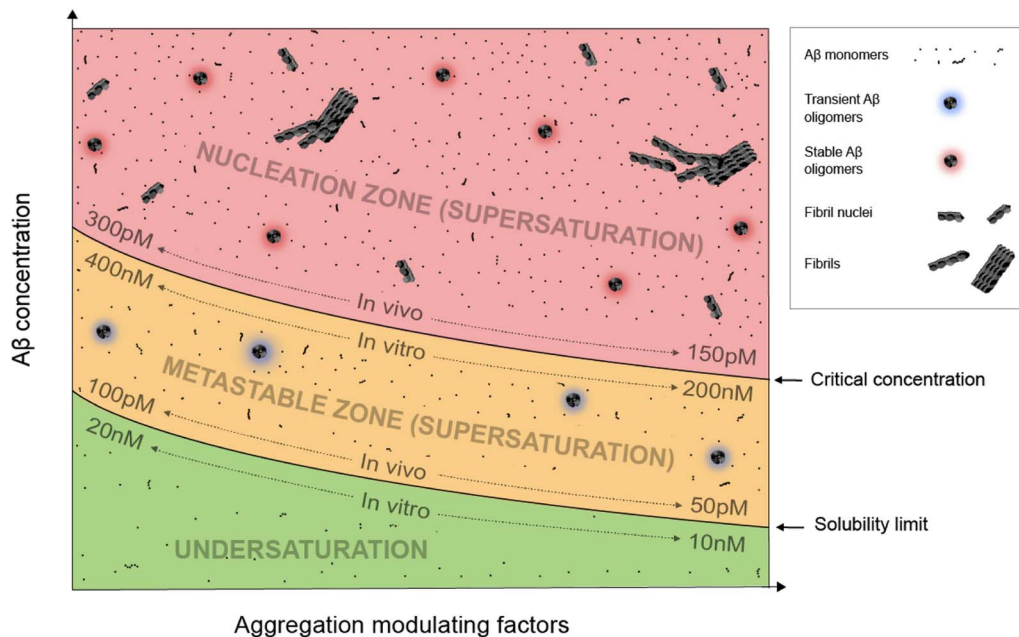 Aβ concentration
NUCLEATION ZONE (SUPERSATURATION)
300pM
In vivo
150pM
400nM
In vitro
200nM
METASTABLE ZONE (SUPERSATURATION)
100pM
In vivo
50pM
20nM
In vitro
10nM
UNDERSATURATION
Aggregation modulating factors
Aβ monomers
Transient Aβ
oligomers
Stable Aβ
oligomers
Fibril nuclei
Fibrils
Critical concentration
Solubility limit